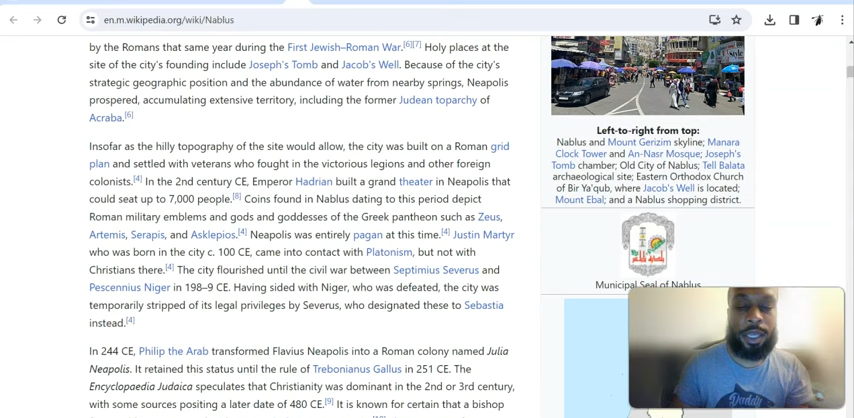 en.m.wikipedia.org/wiki/Nablus
by the Romans that same year during the First Jewish–Roman War.[6][7] Holy places at the
site of the city's founding include Joseph's Tomb and Jacob's Well. Because of the city's
strategic geographic position and the abundance of water from nearby springs, Neapolis
prospered, accumulating extensive territory, including the former Judean toparchy of
Acraba.[6]
Insofar as the hilly topography of the site would allow, the city was built on a Roman grid
plan and settled with veterans who fought in the victorious legions and other foreign
colonists.[4] In the 2nd century CE, Emperor Hadrian built a grand theater in Neapolis that
could seat up to 7,000 people.[8] Coins found in Nablus dating to this period depict
Roman military emblems and gods and goddesses of the Greek pantheon such as Zeus,
Artemis, Serapis, and Asklepios.[4] Neapolis was entirely pagan at this time.[4] Justin Martyr
who was born in the city c. 100 CE, came into contact with Platonism, but not with
Christians there.[4] The city flourished until the civil war between Septimius Severus and
Pescennius Niger in 198–9 CE. Having sided with Niger, who was defeated, the city was
temporarily stripped of its legal privileges by Severus, who designated these to Sebastia
instead.[4]
In 244 CE, Philip the Arab transformed Flavius Neapolis into a Roman colony named Julia
Neapolis. It retained this status until the rule of Trebonianus Gallus in 251 CE. The
Encyclopaedia Judaica speculates that Christianity was dominant in the 2nd or 3rd century,
with some sources positing a later date of 480 CE.[9] It is known for certain that a bishop
Left-to-right from top:
Nablus and Mount Gerizim skyline; Manara
Clock Tower and An-Nasr Mosque; Joseph's
Tomb chamber; Old City of Nablus; Tell Balata
archaeological site; Eastern Orthodox Church
of Bir Ya'qub, where Jacob's Well is located;
Mount Ebal; and a Nablus shopping district.
Municipal Seal of Nablus
Daddy